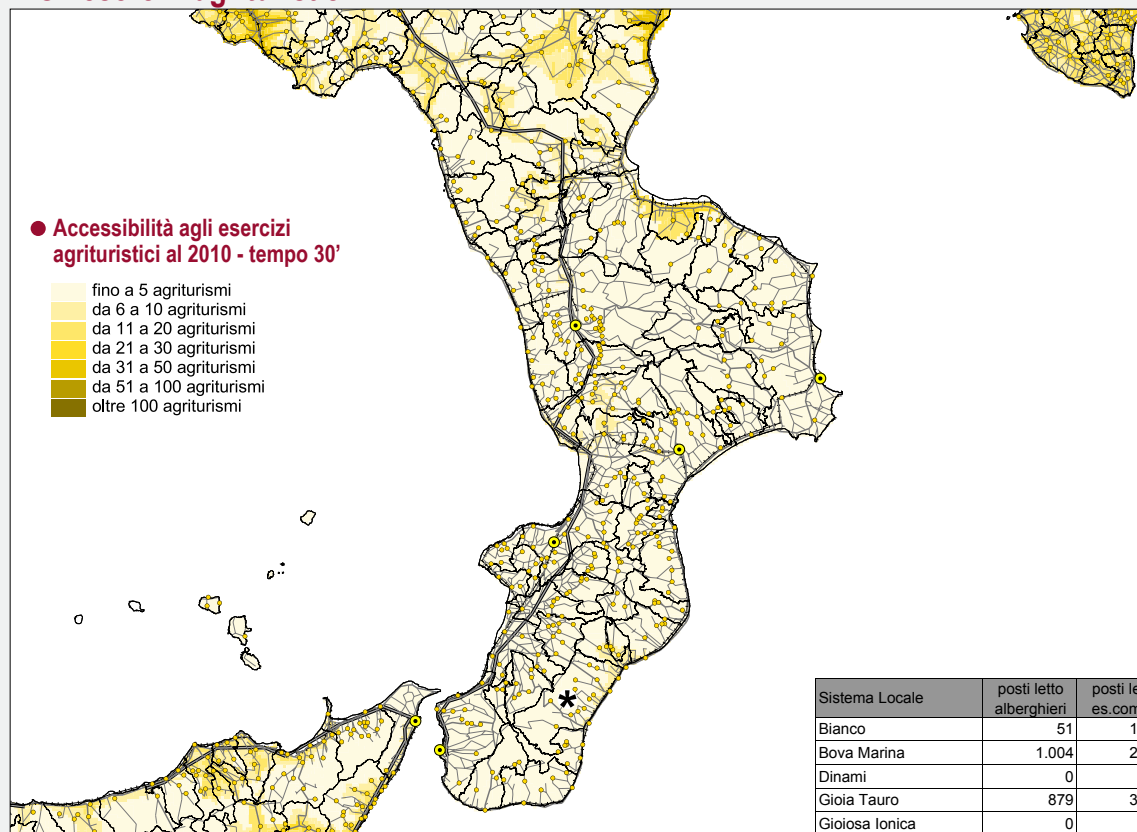 ● Accessibilità agli esercizi
agrituristici al 2010 - tempo 30'
fino a 5 agriturismi
da 6 a 10 agriturismi
da 11 a 20 agriturismi
da 21 a 30 agriturismi
da 31 a 50 agriturismi
da 51 a 100 agriturismi
oltre 100 agriturismi
*
Sistema Locale posti letto alberghieri posti
Bianco 51
Bova Marina 1.004
Dinami 0
Gioia Tauro 879
Gioiosa Ionica 0